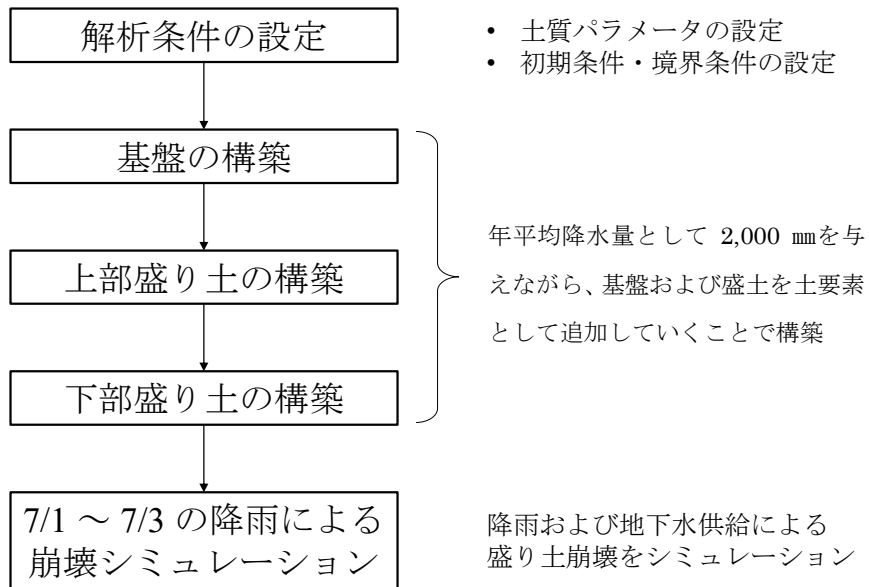 解析条件の設定
• 土質パラメータの設定
• 初期条件・境界条件の設定
基盤の構築
上部盛り土の構築
下部盛り土の構築
年平均降水量として 2,000 ㎜を与
えながら、基盤および盛土を土要素
として追加していくことで構築
7/1 ～ 7/3 の降雨による
崩壊シミュレーション
降雨および地下水供給による
盛り土崩壊をシミュレーション